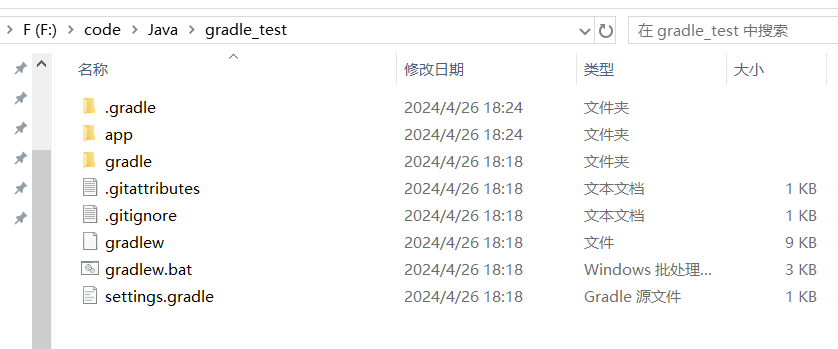 F (F:) code Java gradle_test 在 gradle_test 中搜索
名称 修改日期 类型 大小
.gradle 2024/4/26 18:24 文件夹
app 2024/4/26 18:24 文件夹
gradle 2024/4/26 18:18 文件夹
.gitattributes 2024/4/26 18:18 文本文档 1 KB
.gitignore 2024/4/26 18:18 文本文档 1 KB
gradlew 2024/4/26 18:18 文件 9 KB
gradlew.bat 2024/4/26 18:18 Windows 批处理... 3 KB
settings.gradle 2024/4/26 18:18 Gradle 源文件 1 KB